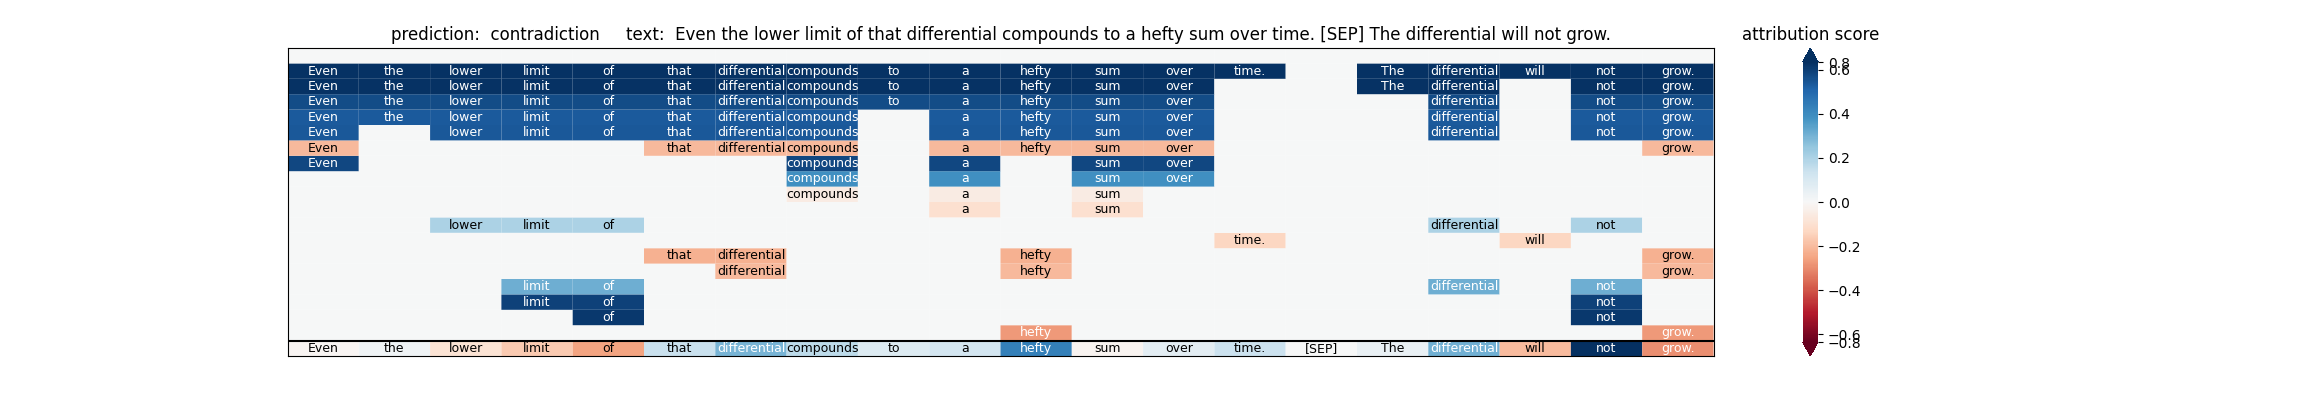 prediction:  contradiction     text:  Even the lower limit of that differential compounds to a hefty sum over time. [SEP] The differential will not grow.
attribution score
Even the lower limit of that differential compounds to a hefty sum over time. The differential will not grow.
Even the lower limit of that differential compounds to a hefty sum over The differential not grow.
Even the lower limit of that differential compounds to a hefty sum over differential not grow.
Even the lower limit of that differential compounds a hefty sum over differential not grow.
Even lower limit of that differential compounds a hefty sum over differential not grow.
Even that differential compounds a hefty sum over grow.
Even compounds a sum over
compounds a sum over
compounds a sum
a sum
lower limit of differential not
time. will
that differential hefty grow.
differential hefty grow.
limit of differential not
limit of not
of not
hefty grow.
Even the lower limit of that differential compounds to a hefty sum over time. [SEP] The differential will not grow.
0.8
0.6
0.4
0.2
0.0
−0.2
−0.4
−0.6
−0.8